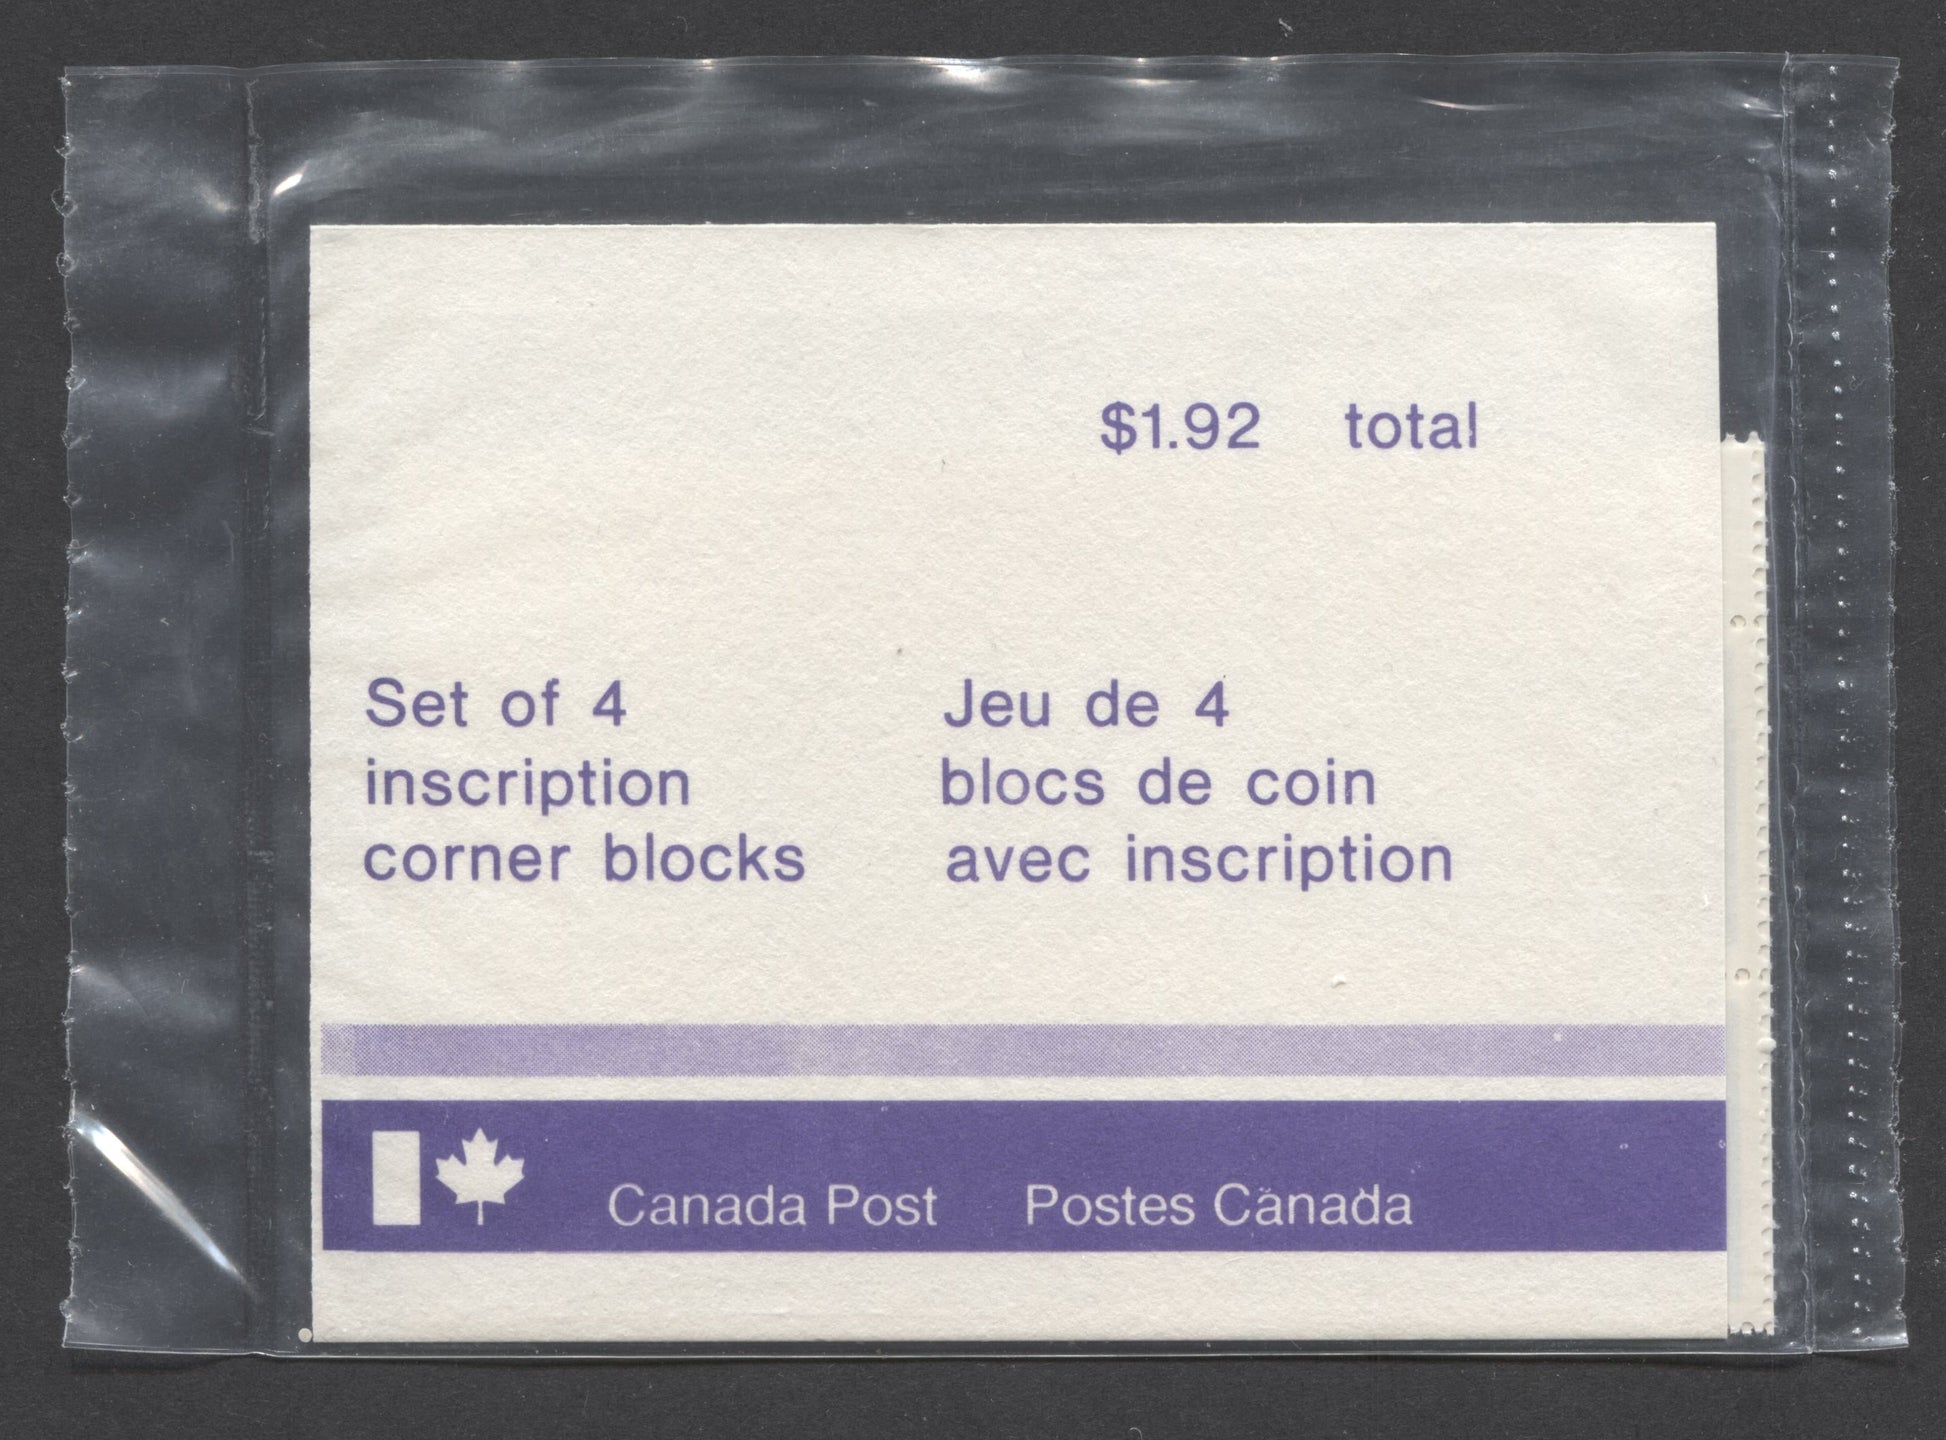 $1.92 total
Set of 4
inscription
corner blocks
Jeu de 4
blocs de coin
avec inscription
Canada Post Postes Canada